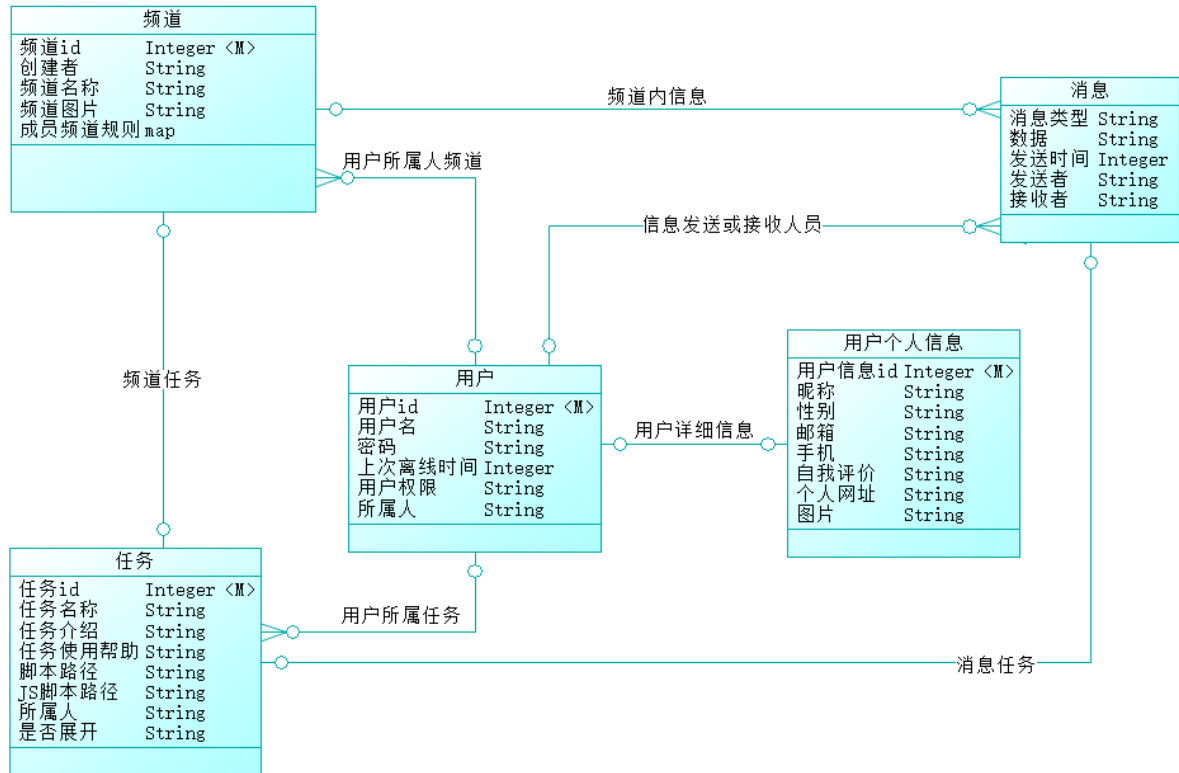 频道
频道id Integer <M>
创建者 String
频道名称 String
频道图片 String
成员频道规则 map
频道内信息
消息
消息类型 String
数据 String
发送时间 Integer
发送者 String
接收者 String
用户所属人频道
信息发送或接收人员
频道任务
用户
用户id Integer <M>
用户名 String
密码 String
上次离线时间 Integer
用户权限 String
所属人 String
用户详细信息
用户个人信息
用户信息id Integer <M>
昵称 String
性别 String
邮箱 String
手机 String
自我评价 String
个人网址 String
图片 String
任务
任务id Integer <M>
任务名称 String
任务介绍 String
任务使用帮助 String
脚本路径 String
JS脚本路径 String
所属人 String
是否展开 String
用户所属任务
消息任务